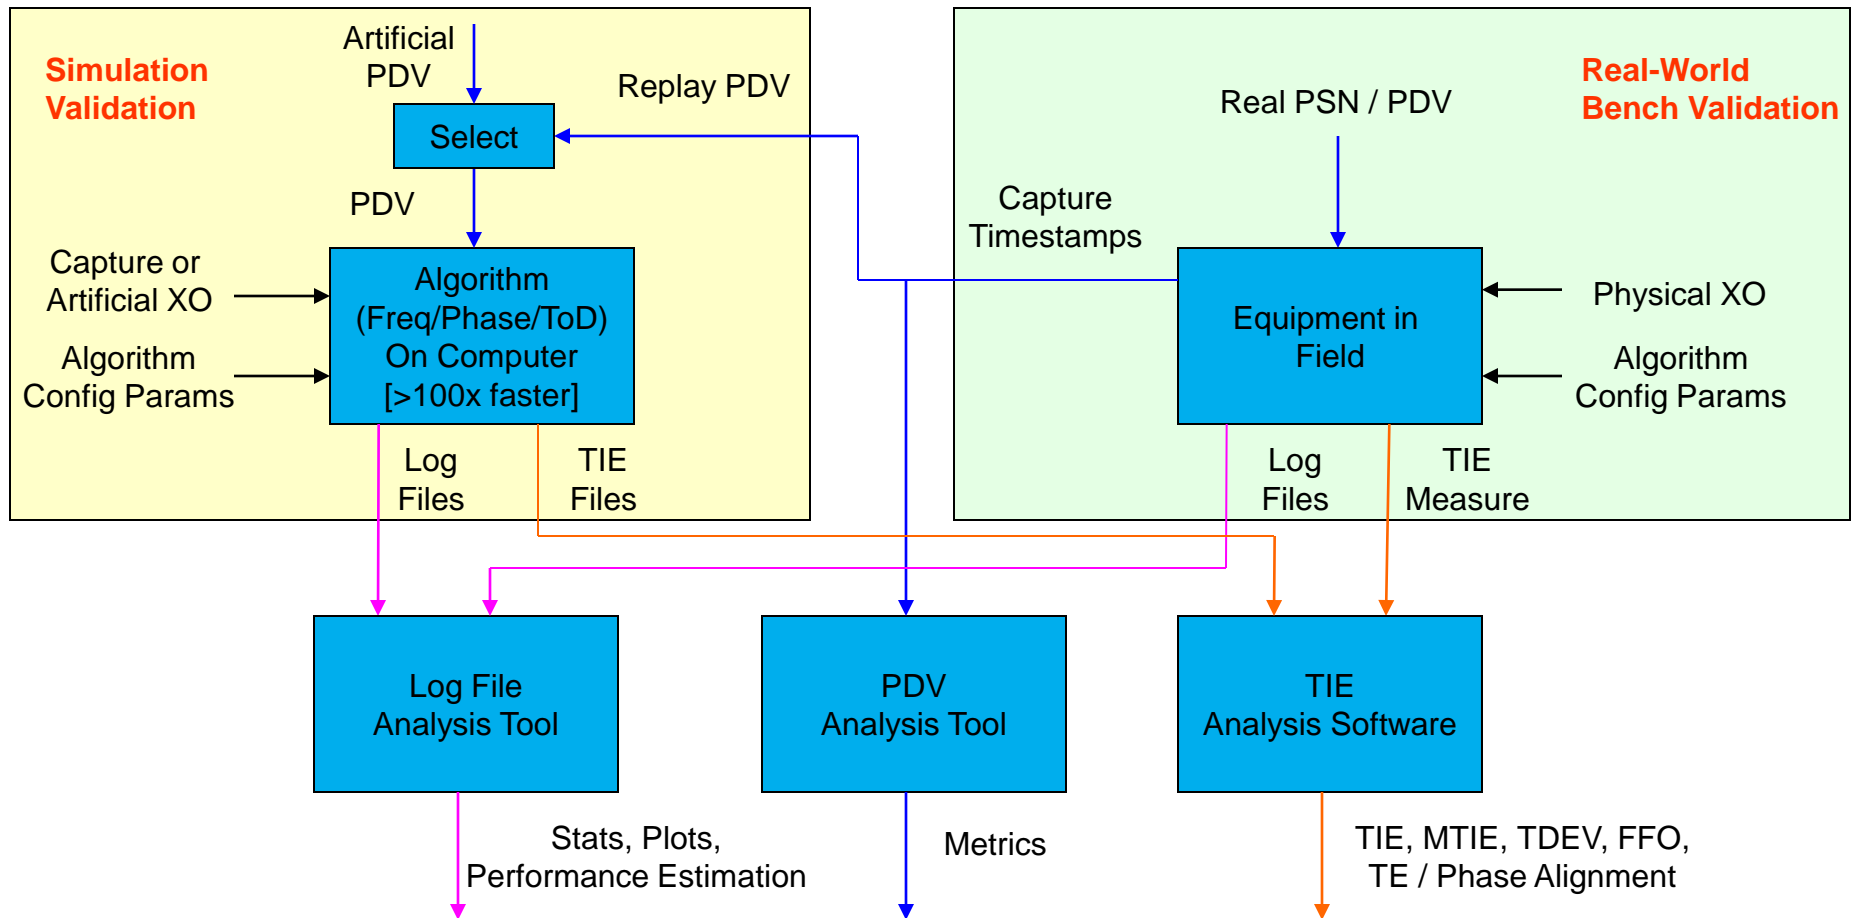 Simulation
Validation
Artificial
PDV
Replay PDV
Select
PDV
Capture or
Artificial XO
Algorithm
Config Params
Algorithm
(Freq/Phase/ToD)
On Computer
[>100x faster]
Log
Files
TIE
Files
Real-World
Bench Validation
Real PSN / PDV
Capture
Timestamps
Equipment in
Field
Physical XO
Algorithm
Config Params
Log
Files
TIE
Measure
Log File
Analysis Tool
PDV
Analysis Tool
TIE
Analysis Software
Stats, Plots,
Performance Estimation
Metrics
TIE, MTIE, TDEV, FFO,
TE / Phase Alignment